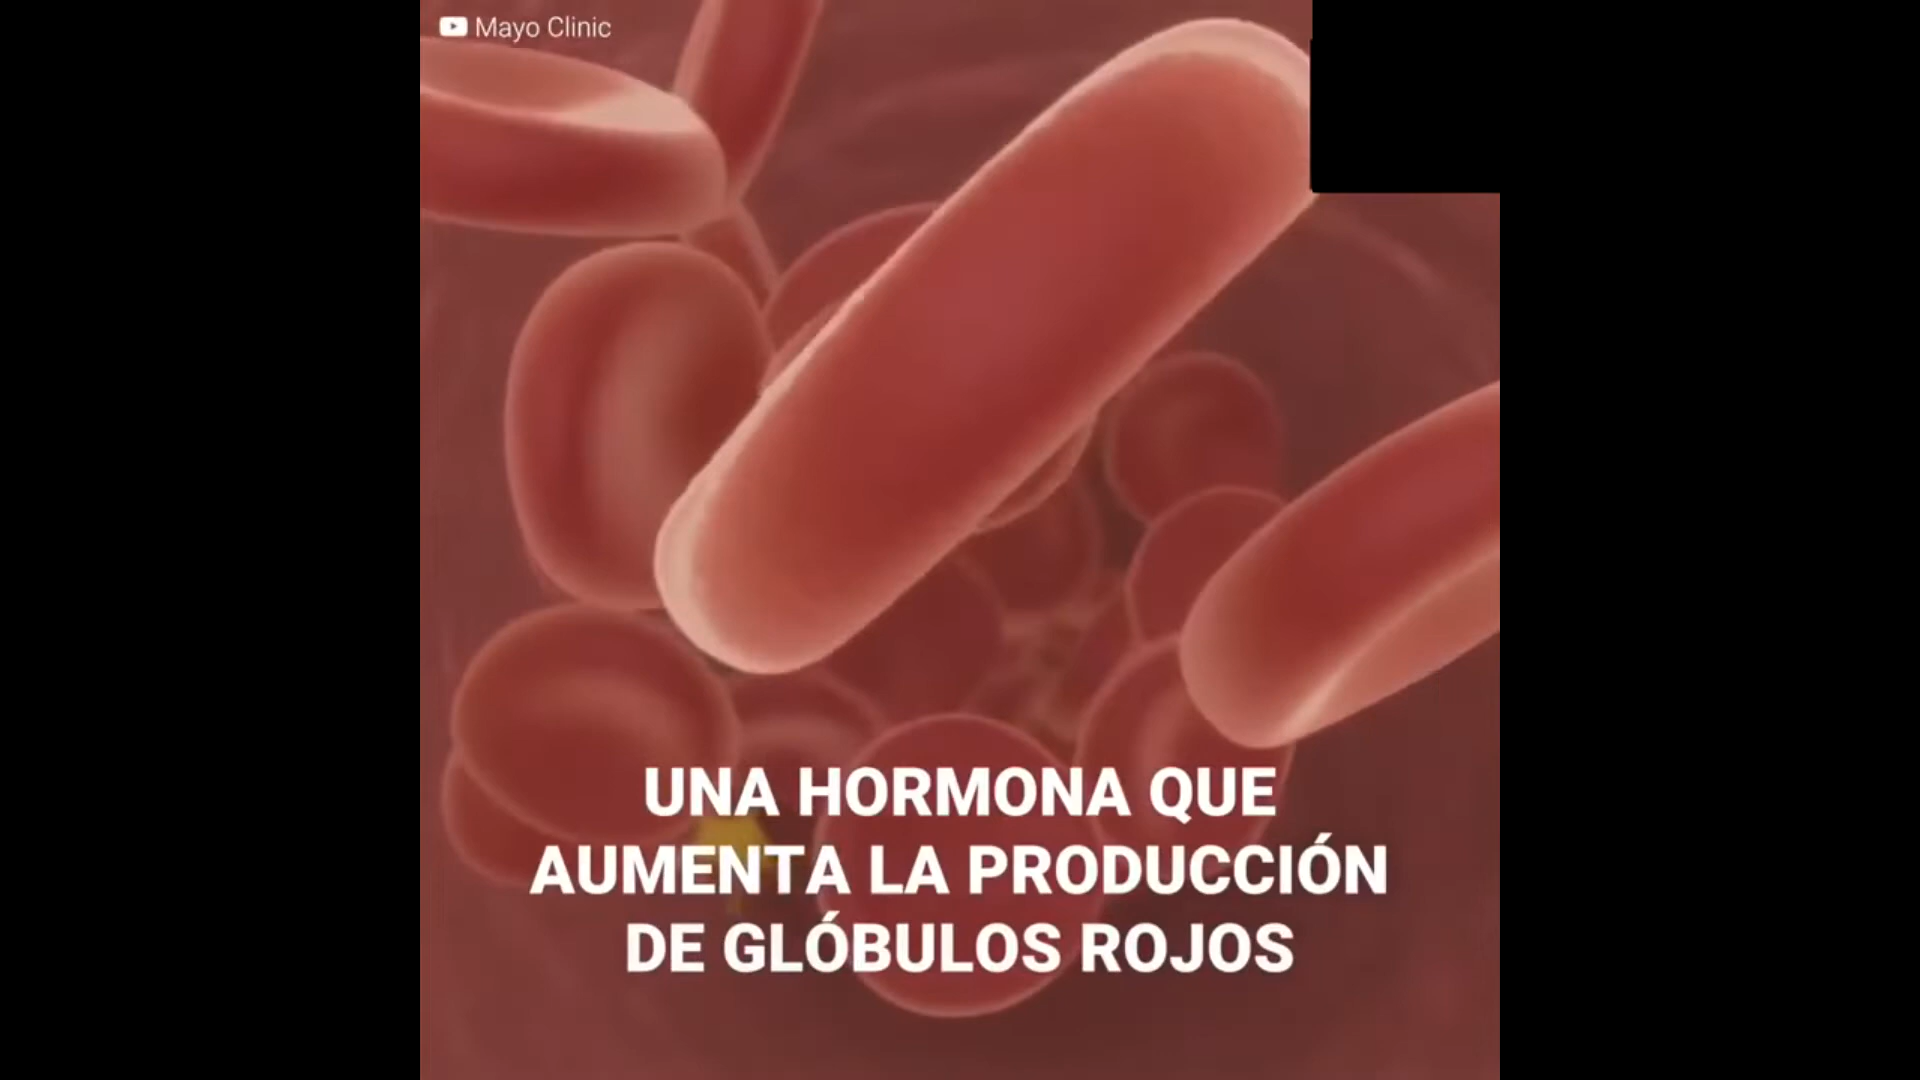 Mayo Clinic
UNA HORMONA QUE
AUMENTA LA PRODUCCIÓN
DE GLÓBULOS ROJOS